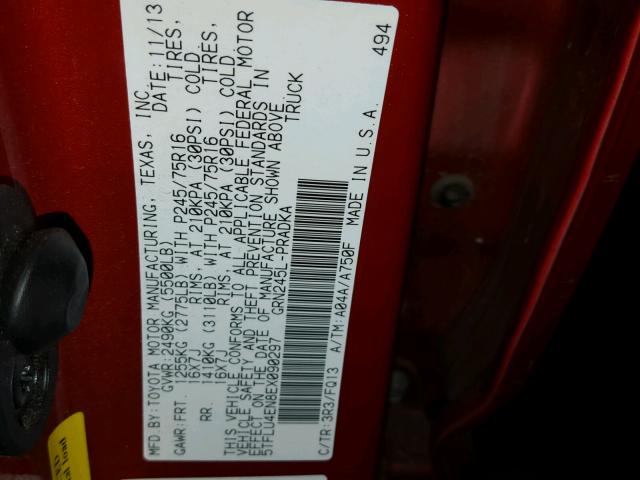 MFD.BY:TOYOTA MOTOR MANUFACTURING, TEXAS, INC. DATE:11/13
GVWR:2490KG(5500LB)
GAWR:FRT. 1255KG(2775LB) WITH P245/75R16 TIRES,
16X7J RIMS, AT 210KPA(30PSI) COLD
RR. 1410KG(3110LB) WITH P245/75R16 TIRES,
16X7J RIMS, AT 210KPA(30PSI) COLD
THIS VEHICLE CONFORMS TO ALL APPLICABLE FEDERAL MOTOR
VEHICLE SAFETY AND THEFT PREVENTION STANDARDS IN
EFFECT ON THE DATE OF MANUFACTURE SHOWN ABOVE
5TFLU4EN8EX090297 GRN245L-PRADKA TRUCK
C/TR:3R3/FQ13 A/TM:A04A/A750F MADE IN U.S.A. 494